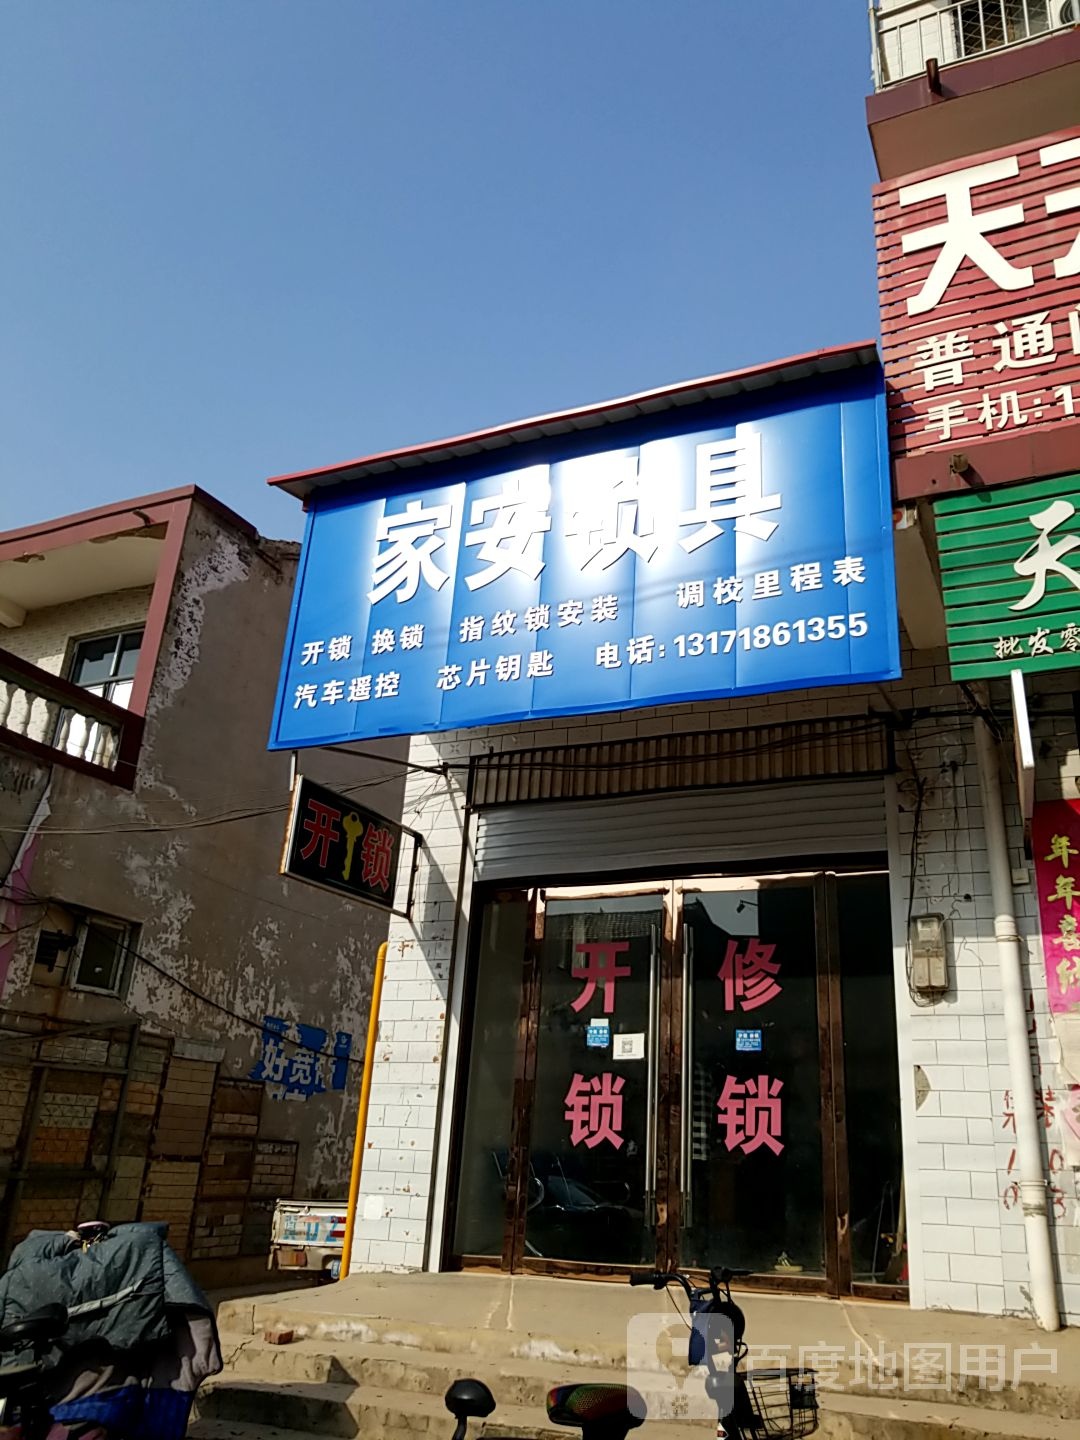 家安锁具
开锁 换锁 指纹锁安装 调校里程表
汽车遥控 芯片钥匙 电话:13171861355
开锁
开锁
修锁
天
普通
手机:1
天
批发零
年年喜
好宽
百度地图用户